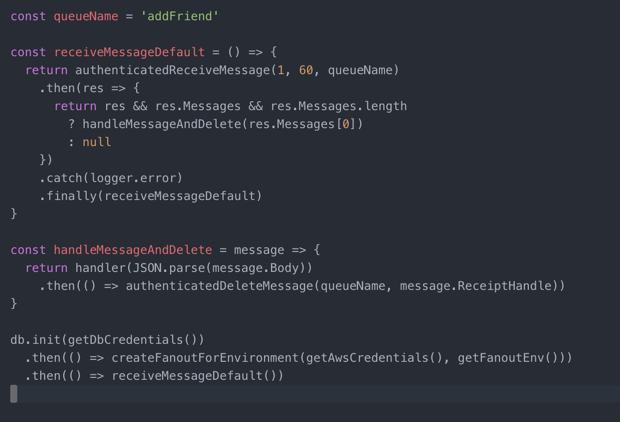 const queueName = 'addFriend'

const receiveMessageDefault = () => {
  return authenticatedReceiveMessage(1, 60, queueName)
    .then(res => {
      return res && res.Messages && res.Messages.length
        ? handleMessageAndDelete(res.Messages[0])
        : null
    })
    .catch(logger.error)
    .finally(receiveMessageDefault)
}

const handleMessageAndDelete = message => {
  return handler(JSON.parse(message.Body))
    .then(() => authenticatedDeleteMessage(queueName, message.ReceiptHandle))
}

db.init(getDbCredentials())
  .then(() => createFanoutForEnvironment(getAwsCredentials(), getFanoutEnv()))
  .then(() => receiveMessageDefault())